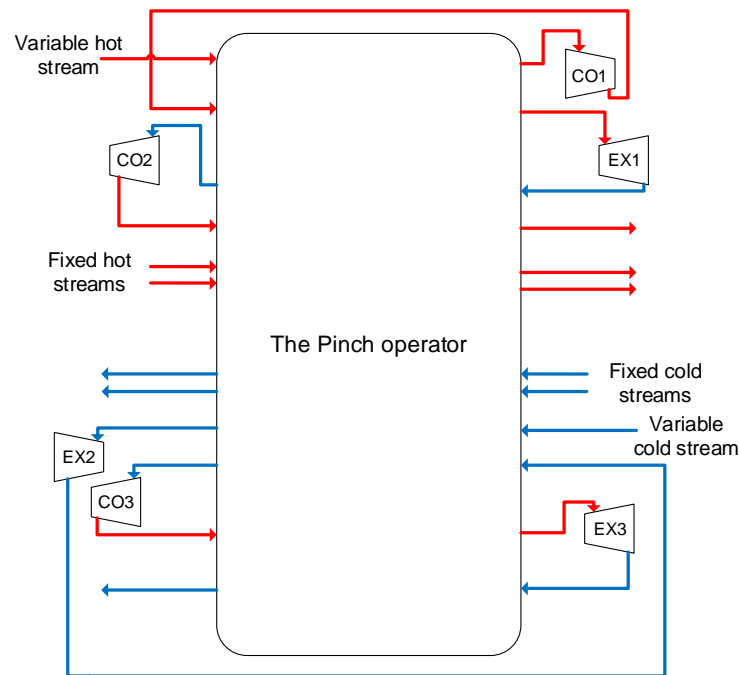 Variable hot
stream
CO1
CO2
EX1
Fixed hot
streams
The Pinch operator
Fixed cold
streams
Variable
cold stream
EX2
CO3
EX3